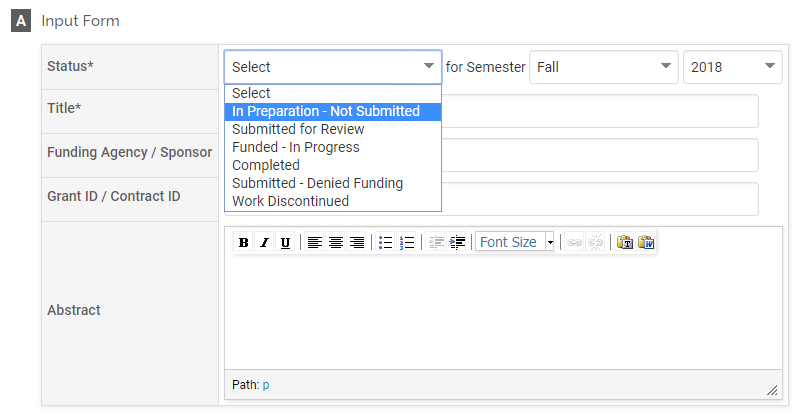 A Input Form
Status* Select for Semester Fall 2018
Select
In Preparation - Not Submitted
Title*
Submitted for Review
Funded - In Progress
Funding Agency / Sponsor
Completed
Submitted - Denied Funding
Grant ID / Contract ID
Work Discontinued
B I U Font Size
Abstract
Path: p